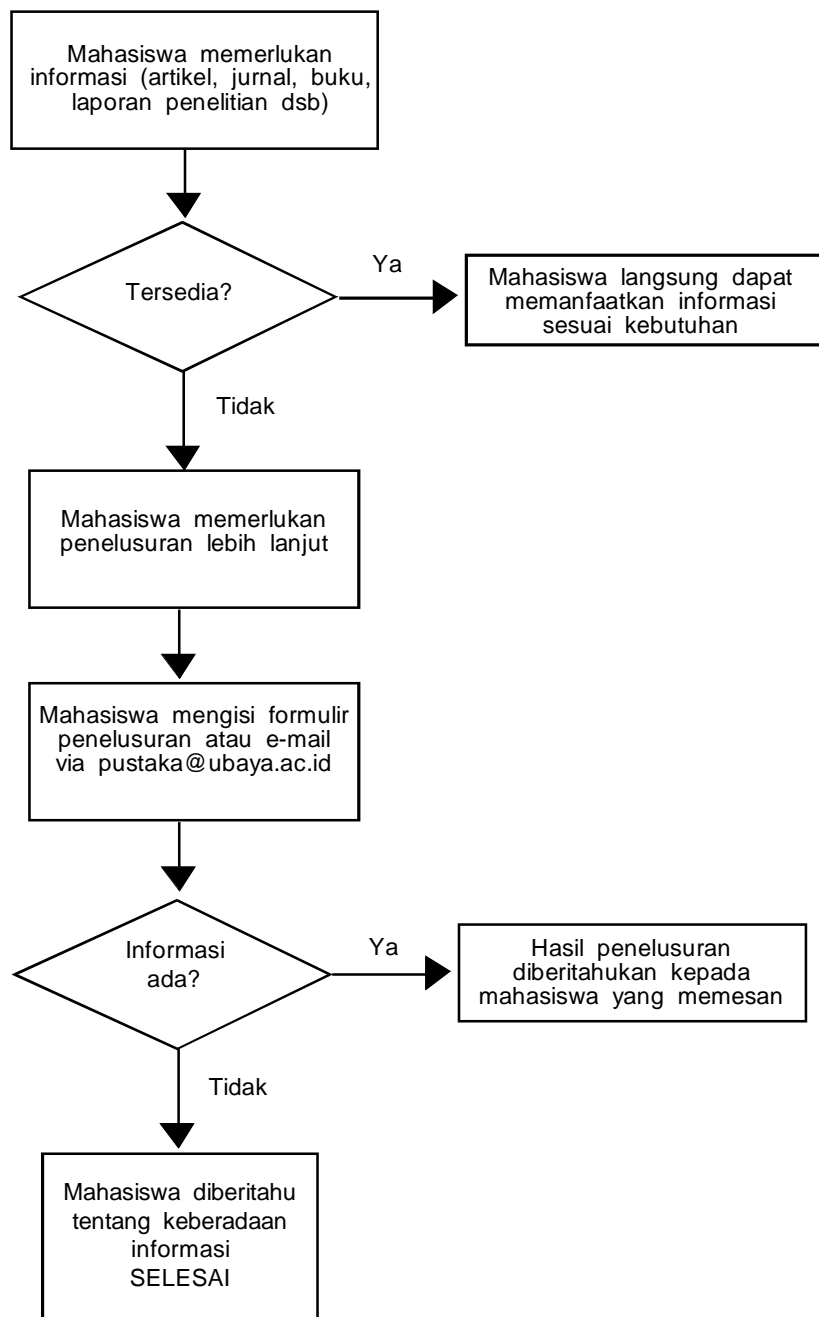 Mahasiswa memerlukan
informasi (artikel, jurnal, buku,
laporan penelitian dsb)
Tersedia?
Ya
Mahasiswa langsung dapat
memanfaatkan informasi
sesuai kebutuhan
Tidak
Mahasiswa memerlukan
penelusuran lebih lanjut
Mahasiswa mengisi formulir
penelusuran atau e-mail
via pustaka@ubaya.ac.id
Informasi
ada?
Ya
Hasil penelusuran
diberitahukan kepada
mahasiswa yang memesan
Tidak
Mahasiswa diberitahu
tentang keberadaan
informasi
SELESAI